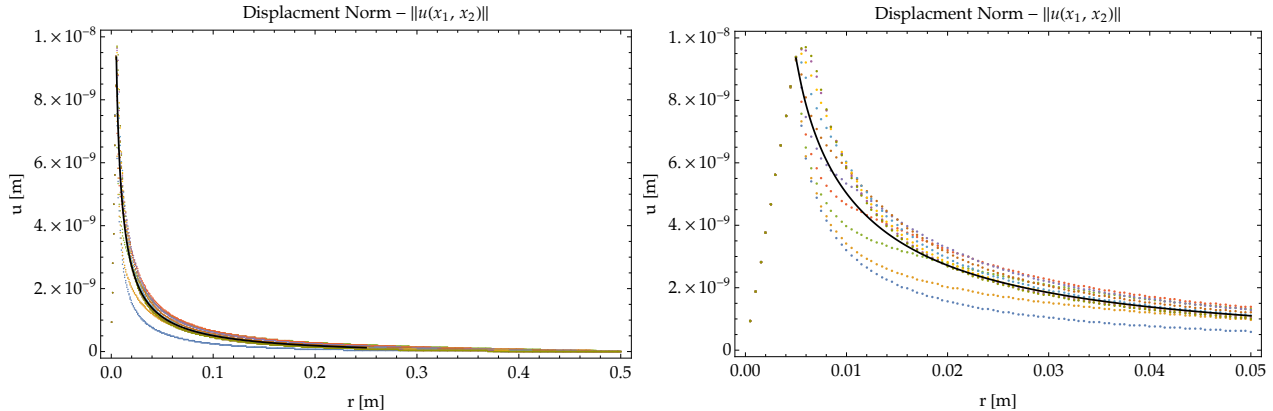 Displacment Norm – ||u(x₁, x₂)||
1. × 10⁻⁸
8. × 10⁻⁹
6. × 10⁻⁹
4. × 10⁻⁹
2. × 10⁻⁹
0
u [m]
0.0 0.1 0.2 0.3 0.4 0.5
r [m]
Displacment Norm – ||u(x₁, x₂)||
1. × 10⁻⁸
8. × 10⁻⁹
6. × 10⁻⁹
4. × 10⁻⁹
2. × 10⁻⁹
0
u [m]
0.00 0.01 0.02 0.03 0.04 0.05
r [m]